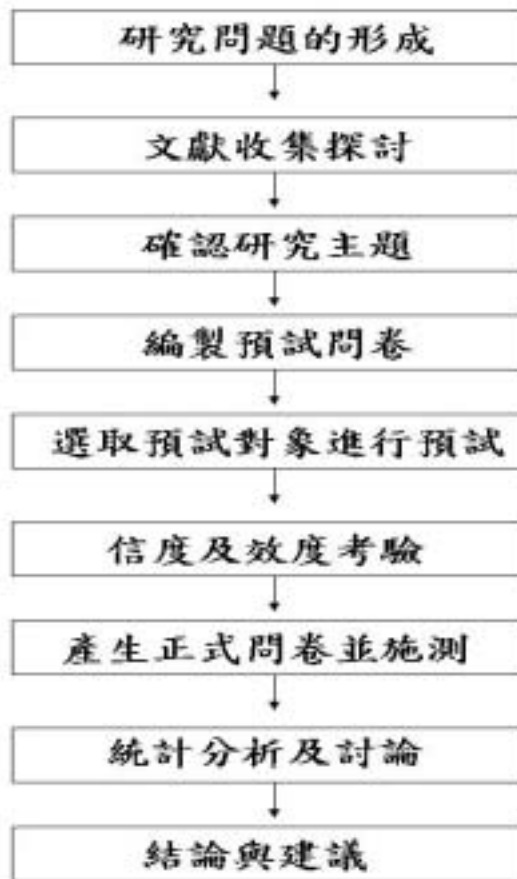 研究問題的形成
文獻收集探討
確認研究主題
編製預試問卷
選取預試對象進行預試
信度及效度考驗
產生正式問卷並施測
統計分析及討論
結論與建議